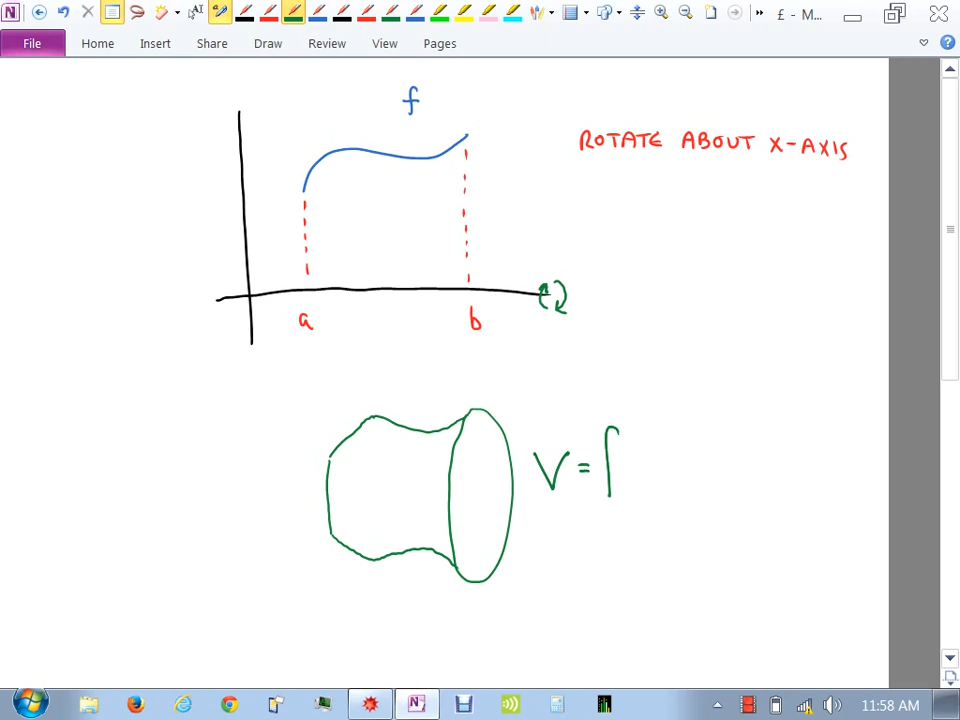 £ - M...
File
Home
Insert
Share
Draw
Review
View
Pages
f
ROTATE ABOUT X-AXIS
a
b
V = ∫
11:58 AM